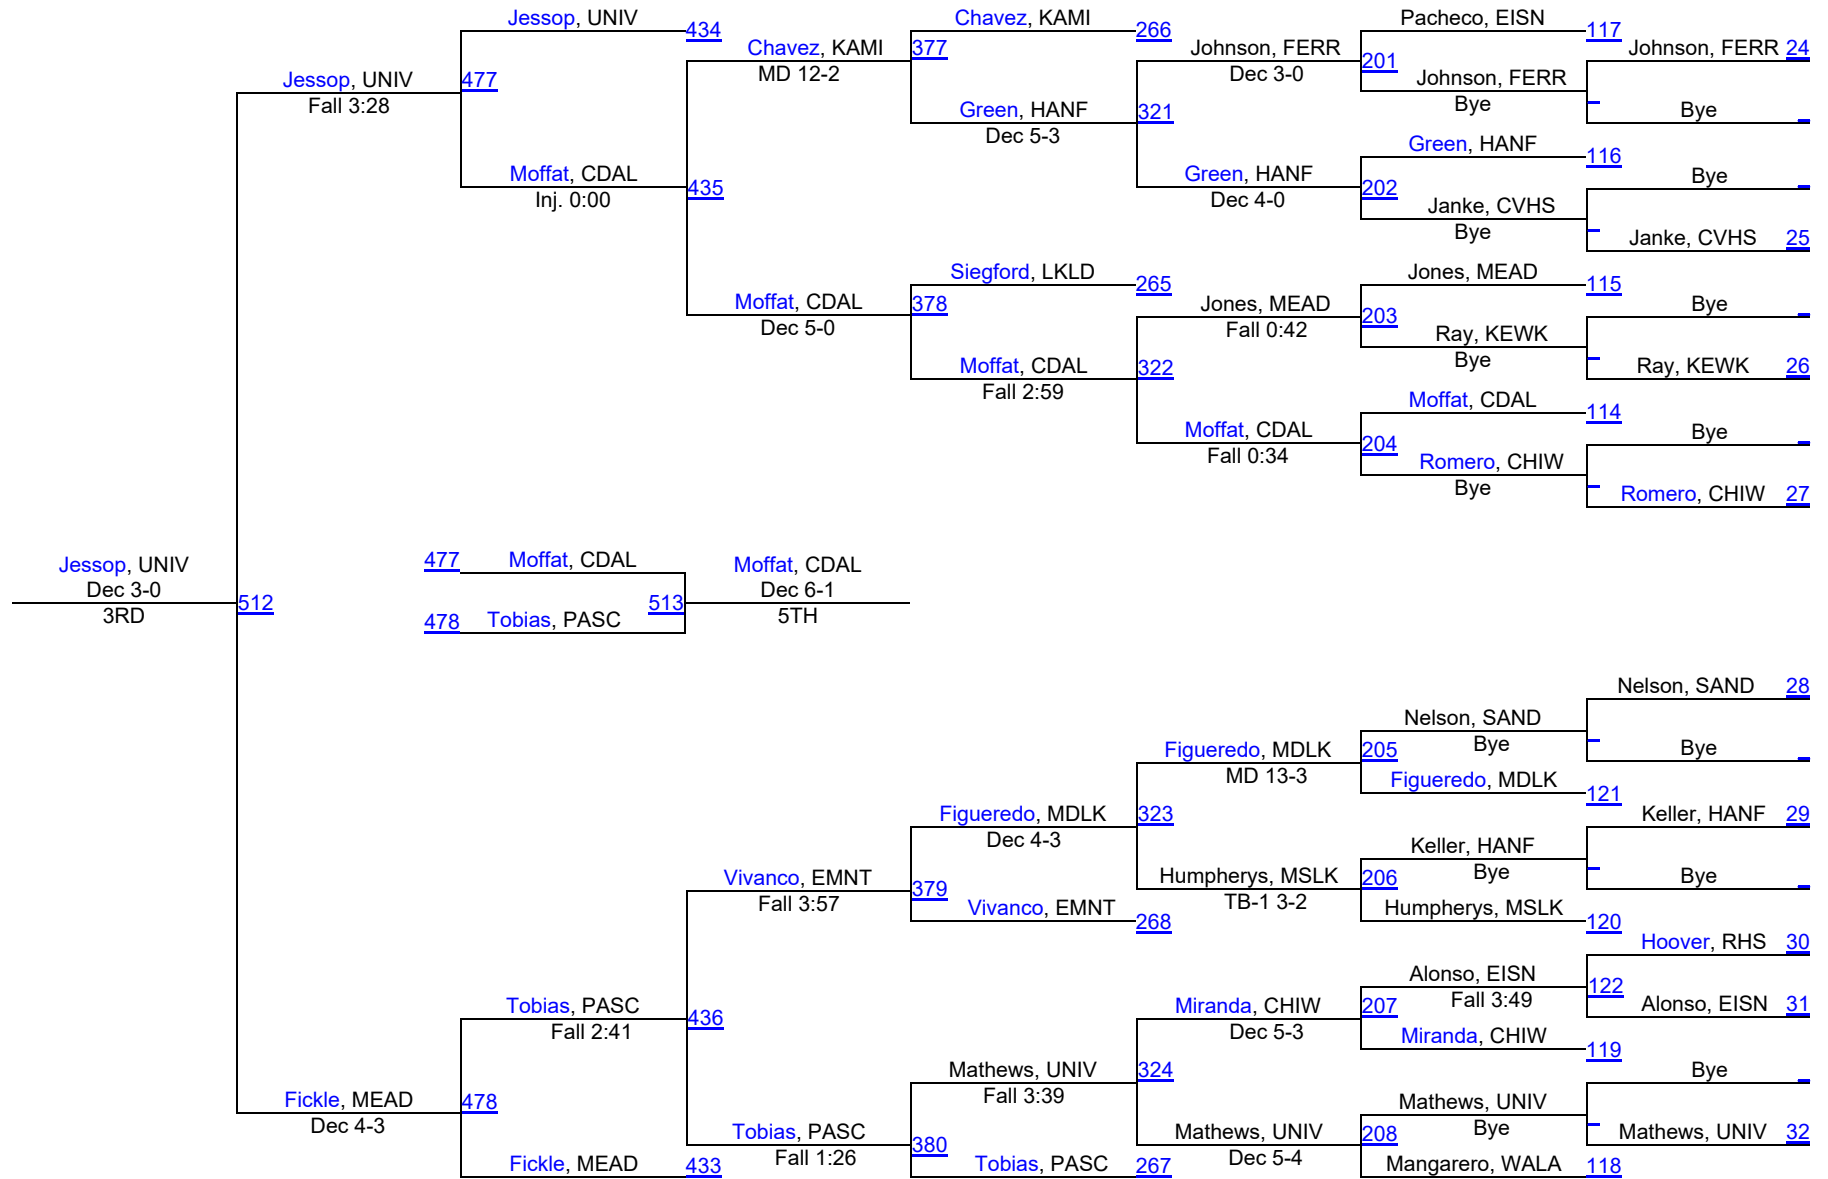 Jessop, UNIV
434
Chavez, KAMI
266
Pacheco, EISN
117
Chavez, KAMI
377
MD 12-2
Johnson, FERR
Dec 3-0
201
Johnson, FERR
24
Jessop, UNIV
477
Fall 3:28
Johnson, FERR
Bye
Green, HANF
321
Dec 5-3
Bye
Green, HANF
116
Moffat, CDAL
435
Inj. 0:00
Green, HANF
202
Dec 4-0
Bye
Janke, CVHS
Bye
Janke, CVHS
25
Siegford, LKLD
265
Jones, MEAD
115
Moffat, CDAL
378
Dec 5-0
Jones, MEAD
203
Fall 0:42
Bye
Ray, KEWK
Bye
Moffat, CDAL
322
Fall 2:59
Ray, KEWK
26
Moffat, CDAL
114
Moffat, CDAL
204
Fall 0:34
Bye
Romero, CHIW
Bye
Romero, CHIW
27
Jessop, UNIV
Dec 3-0
3RD
512
477
Moffat, CDAL
Moffat, CDAL
Dec 6-1
5TH
513
478
Tobias, PASC
Nelson, SAND
28
Nelson, SAND
Bye
Figueredo, MDLK
205
MD 13-3
Bye
Figueredo, MDLK
121
Figueredo, MDLK
323
Dec 4-3
Keller, HANF
29
Keller, HANF
Bye
Vivanco, EMNT
379
Fall 3:57
Humpherys, MSLK
206
TB-1 3-2
Bye
Vivanco, EMNT
268
Humpherys, MSLK
120
Hoover, RHS
30
Alonso, EISN
122
Fall 3:49
Tobias, PASC
436
Fall 2:41
Miranda, CHIW
207
Dec 5-3
Alonso, EISN
31
Miranda, CHIW
119
Mathews, UNIV
324
Fall 3:39
Bye
Fickle, MEAD
478
Dec 4-3
Mathews, UNIV
Bye
Tobias, PASC
380
Fall 1:26
Mathews, UNIV
208
Dec 5-4
Mathews, UNIV
32
Fickle, MEAD
433
Tobias, PASC
267
Mangarero, WALA
118